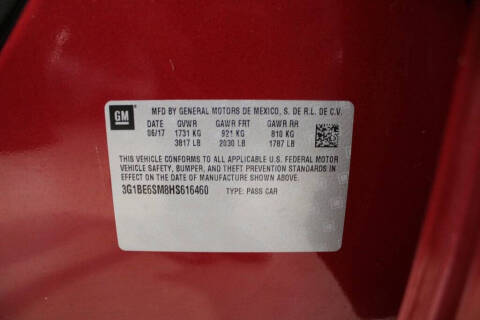 GM
MFD BY GENERAL MOTORS DE MEXICO, S. DE R.L. DE C.V.
DATE GVWR GAWR FRT GAWR RR
06/17 1731 KG 921 KG 810 KG
3817 LB 2030 LB 1787 LB
THIS VEHICLE CONFORMS TO ALL APPLICABLE U.S. FEDERAL MOTOR
VEHICLE SAFETY, BUMPER, AND THEFT PREVENTION STANDARDS IN
EFFECT ON THE DATE OF MANUFACTURE SHOWN ABOVE.
3G1BE6SM8HS616460 TYPE: PASS CAR